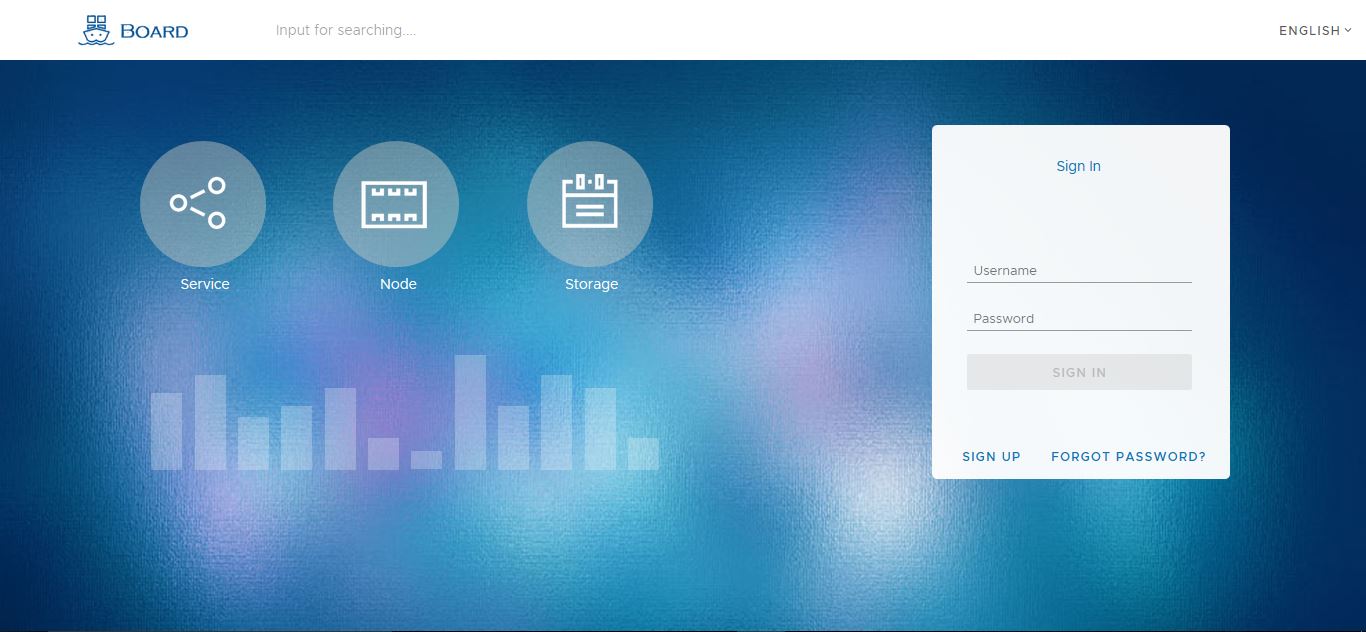 BOARD
Input for searching....
ENGLISH
Sign In
Service
Node
Storage
Username
Password
SIGN IN
SIGN UP
FORGOT PASSWORD?